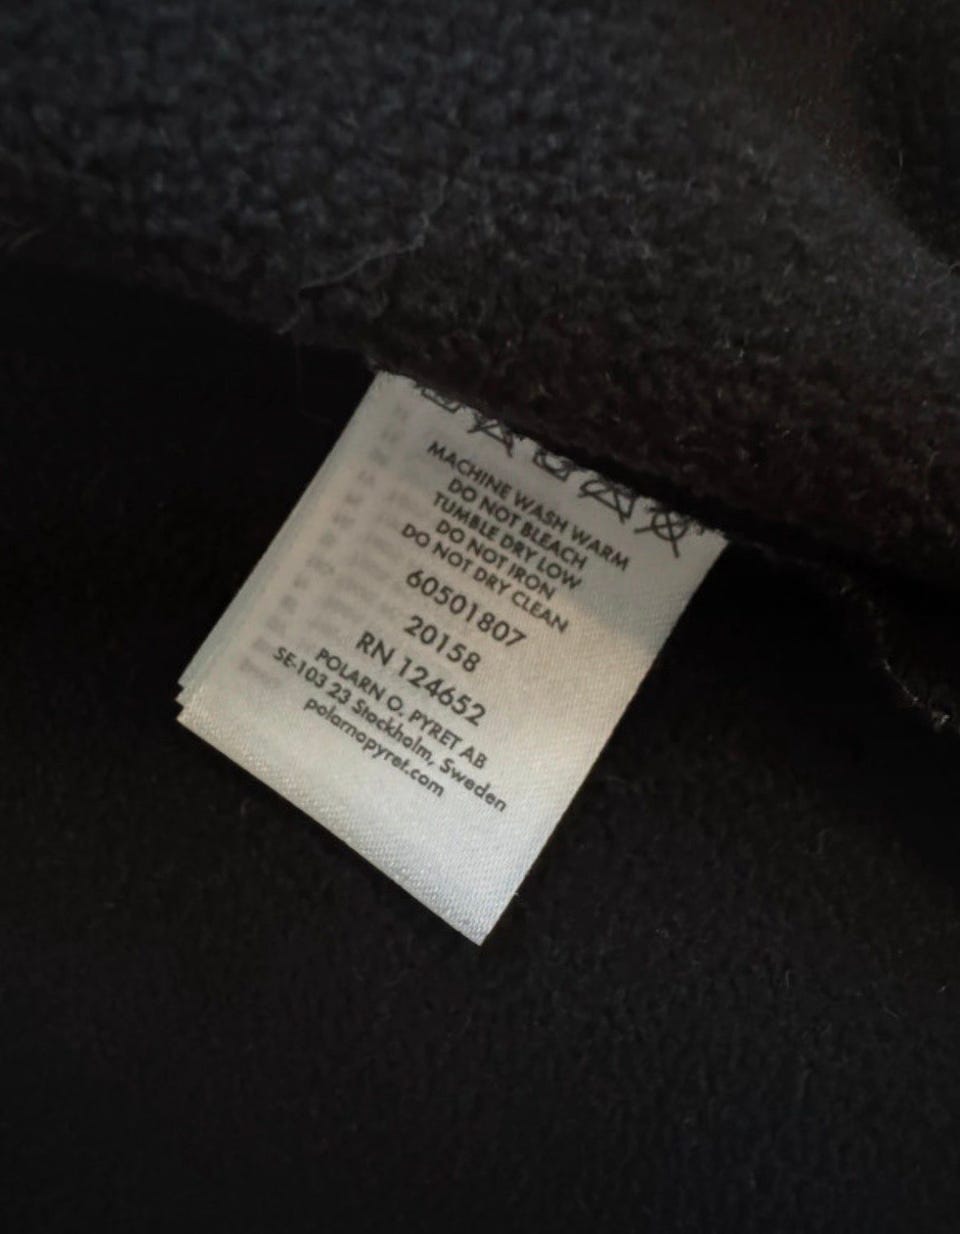 MACHINE WASH WARM
DO NOT BLEACH
TUMBLE DRY LOW
DO NOT IRON
DO NOT DRY CLEAN
60501807
20158
RN 124652
POLARN O. PYRET AB
SE-103 23 Stockholm, Sweden
polarnopyret.com